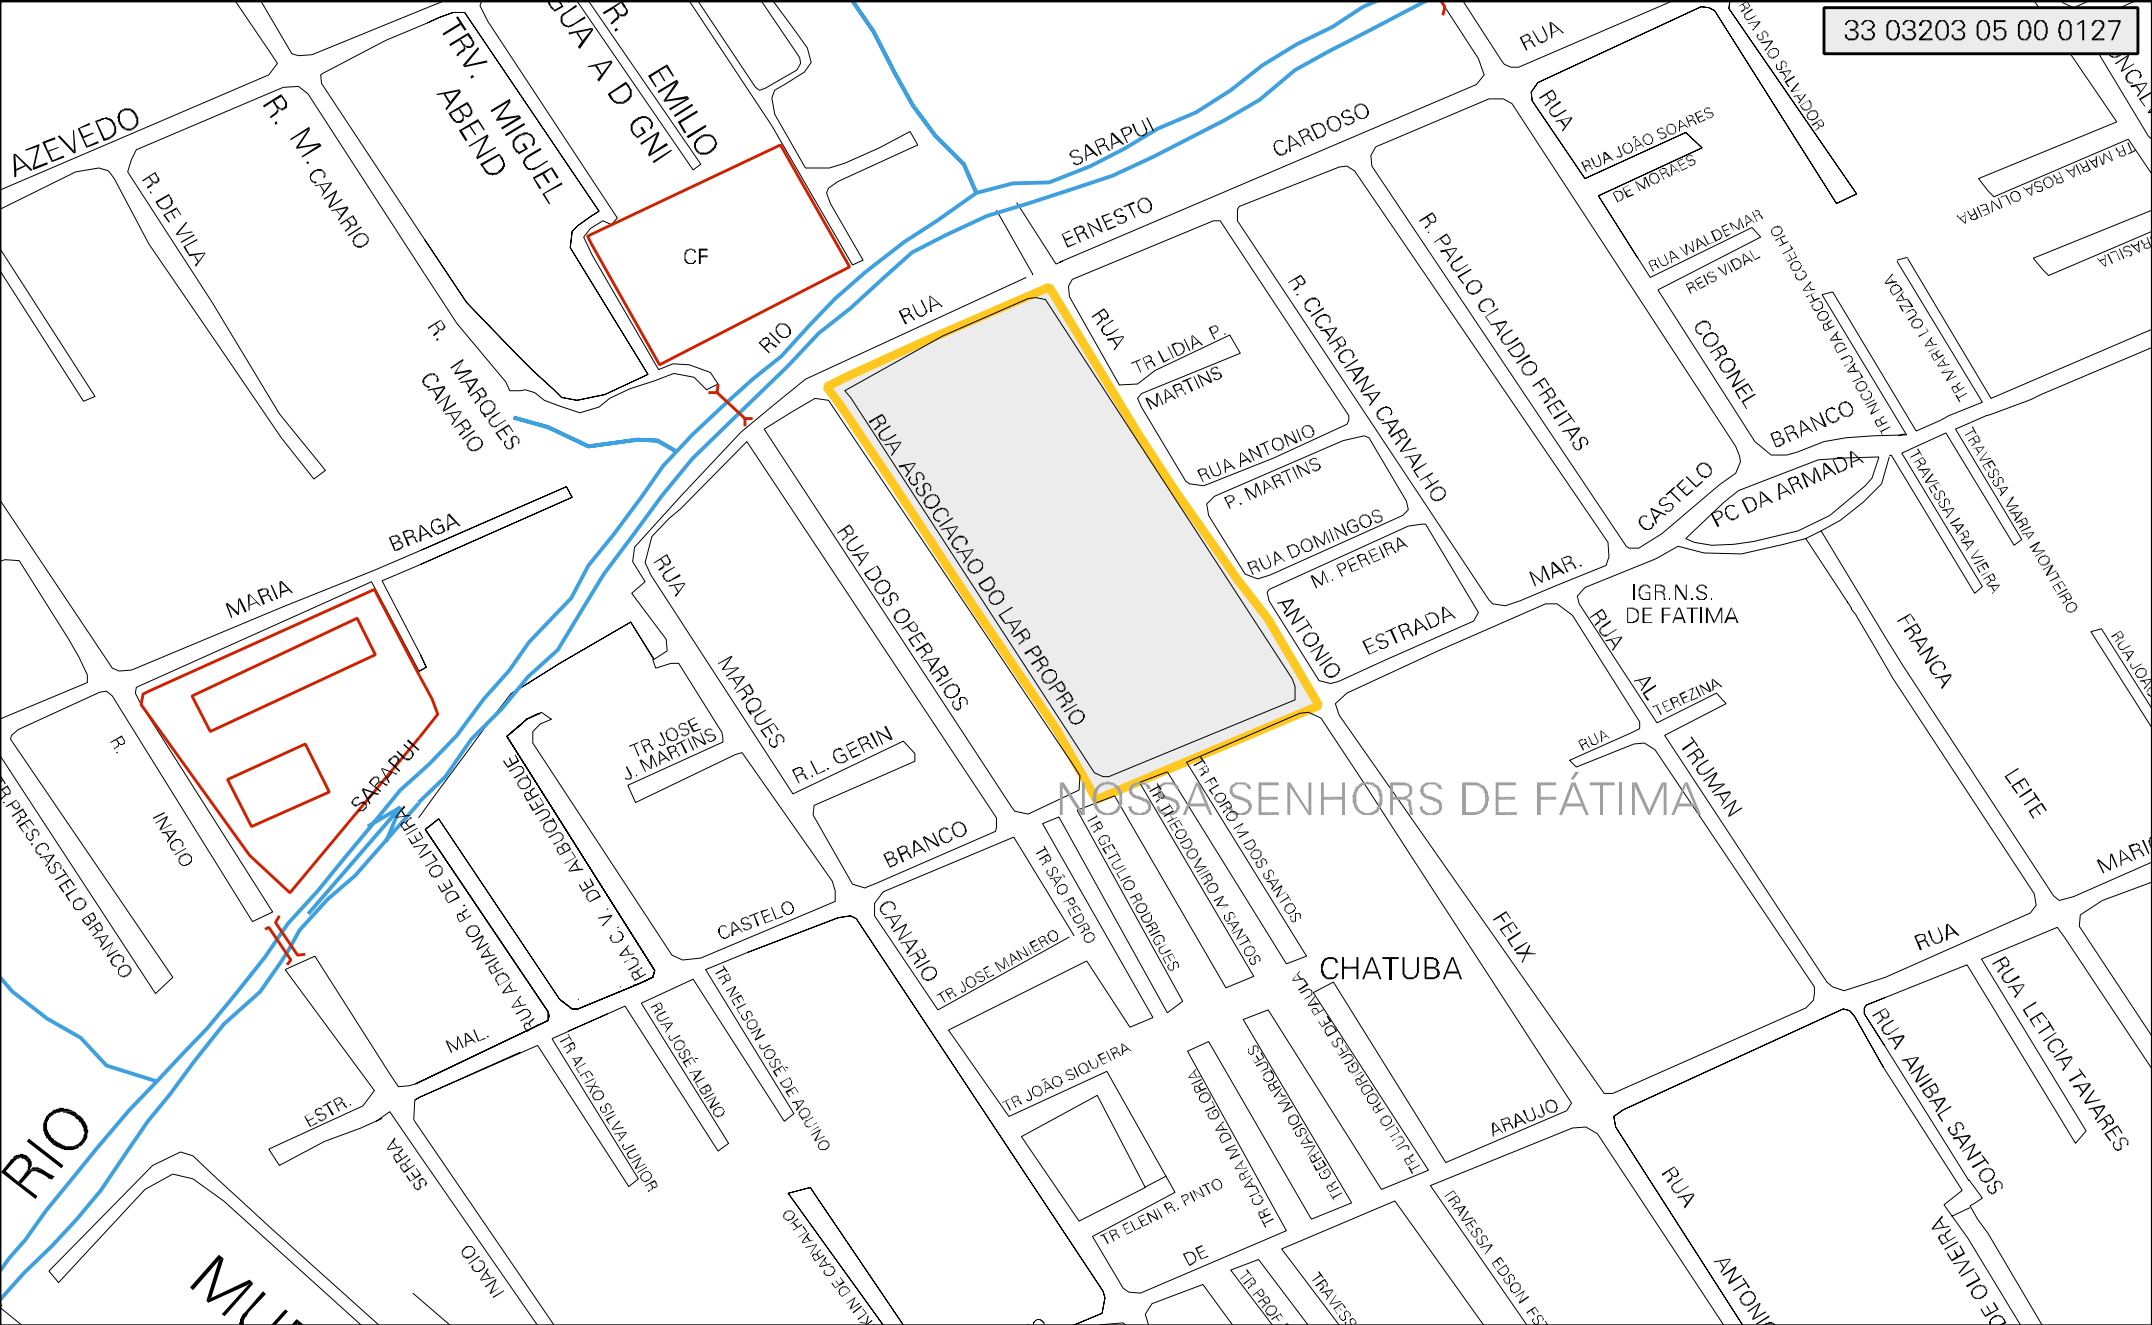 33 03203 05 00 0127
AZEVEDO
R. M. CANARIO
R. DE VILA
TRV. MIGUEL
ABEND
GUA A D GNI
R. EMILIO
CF
SARAPUI
RUA
RUA SVO SALVADOR
RUA
RUA JOÃO SOARES
DE MORAES
TR MARIA ROSA OLIVEIRA
CARDOSO
ERNESTO
RUA
RIO
R. PAULO CLAUDIO FREITAS
RUA WALDEMAR
REIS VIDAL
TR NICOLAU DA ROCHA COELHO
TR MARIA LOUZADA
R. CICARCIANA CARVALHO
RUA
TR LIDIA P.
MARTINS
RUA ANTONIO
P. MARTINS
RUA DOMINGOS
M. PEREIRA
ANTONIO
ESTRADA
MAR.
CASTELO
BRANCO
CORONEL
PC DA ARMADA
TRAVESSA IARA VIEIRA
TRAVESSA MARIA MONTEIRO
R. MARQUES
CANARIO
BRAGA
MARIA
RUA ASSOCIACAO DO LAR PROPRIO
RUA DOS OPERARIOS
RUA
MARQUES
IGR.N.S.
DE FATIMA
RUA
AL
TEREZINA
RUA
TRUMAN
FRANCA
LEITE
TR JOSE
J. MARTINS
R.L. GERIN
R.
INACIO
SARAPUI
TR.PRES.CASTELO BRANCO
RUA ADRIANO R. DE OLIVEIRA
RUA C. V. DE ALBUQUERQUE
NOSSA SENHORS DE FÁTIMA
BRANCO
CASTELO
CANARIO
TR SÃO PEDRO
TR GETULIO RODRIGUES
TR THEODOMIRO M SANTOS
TR FLORO M DOS SANTOS
TR JOSE MANIERO
CHATUBA
FELIX
RUA
RUA LETICIA TAVARES
MAL.
ESTR.
SERRA
INACIO
TR ALEIXO SILVA JUNIOR
RUA JOSÉ ALBINO
TR NELSON JOSÉ DE AQUINO
TR JOÃO SIQUEIRA
TR CLARA M DA GLORIA
TR GERVASIO MARQUES
TR JULIO RODRIGUES DE PAULA
ARAUJO
RUA ANIBAL SANTOS
DE OLIVEIRA
RUA
TR ELENI R. PINTO
DE
RIO